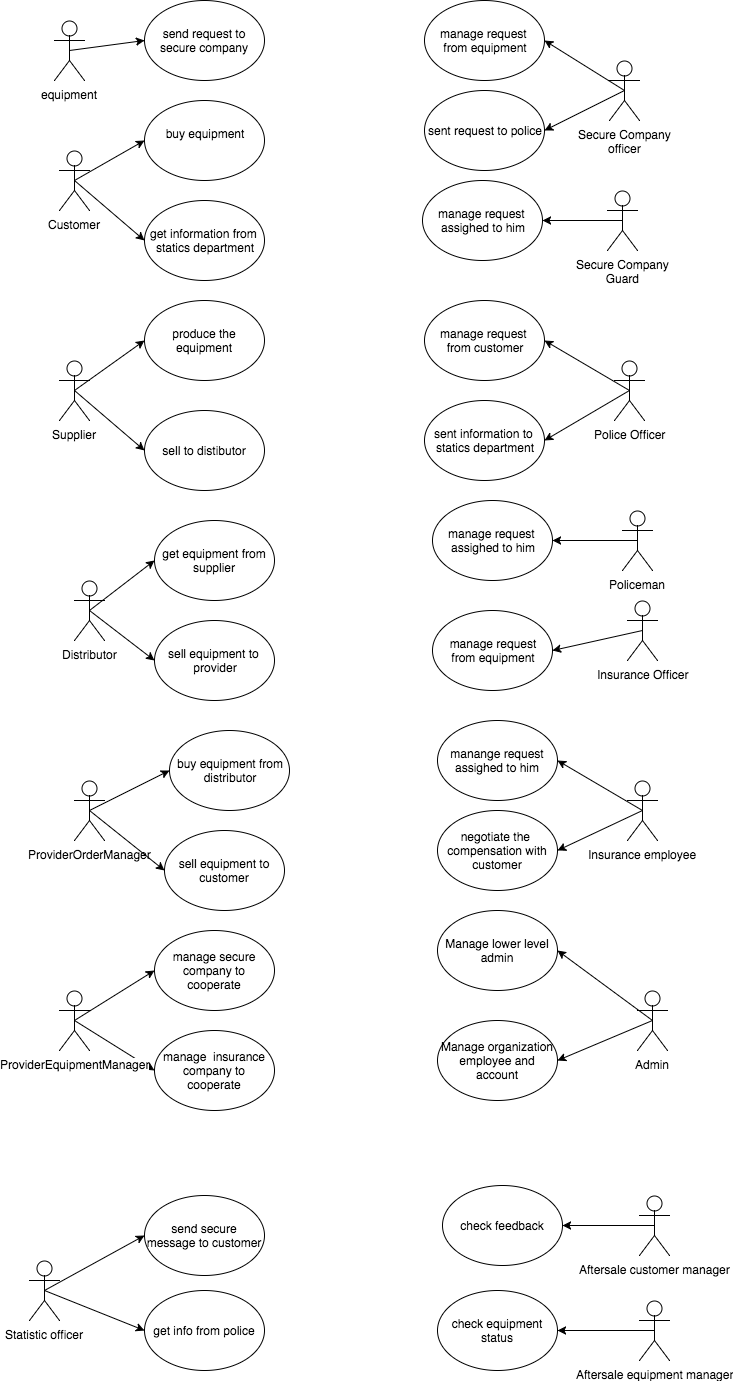 send request to
secure company
equipment
buy equipment
Customer
get information from
statics department
produce the
equipment
Supplier
sell to distibutor
get equipment from
supplier
Distributor
sell equipment to
provider
buy equipment from
distributor
ProviderOrderManager
sell equipment to
customer
manage secure
company to
cooperate
ProviderEquipmentManager
manage  insurance
company to
cooperate
send secure
message to customer
Statistic officer
get info from police
manage request
from equipment
sent request to police
Secure Company
officer
manage request
assighed to him
Secure Company
Guard
manage request
from customer
Police Officer
sent information to
statics department
manage request
assighed to him
Policeman
manage request
from equipment
Insurance Officer
manange request
assighed to him
negotiate the
compensation with
customer
Insurance employee
Manage lower level
admin
Manage organization
employee and
account
Admin
check feedback
Aftersale customer manager
check equipment
status
Aftersale equipment manager